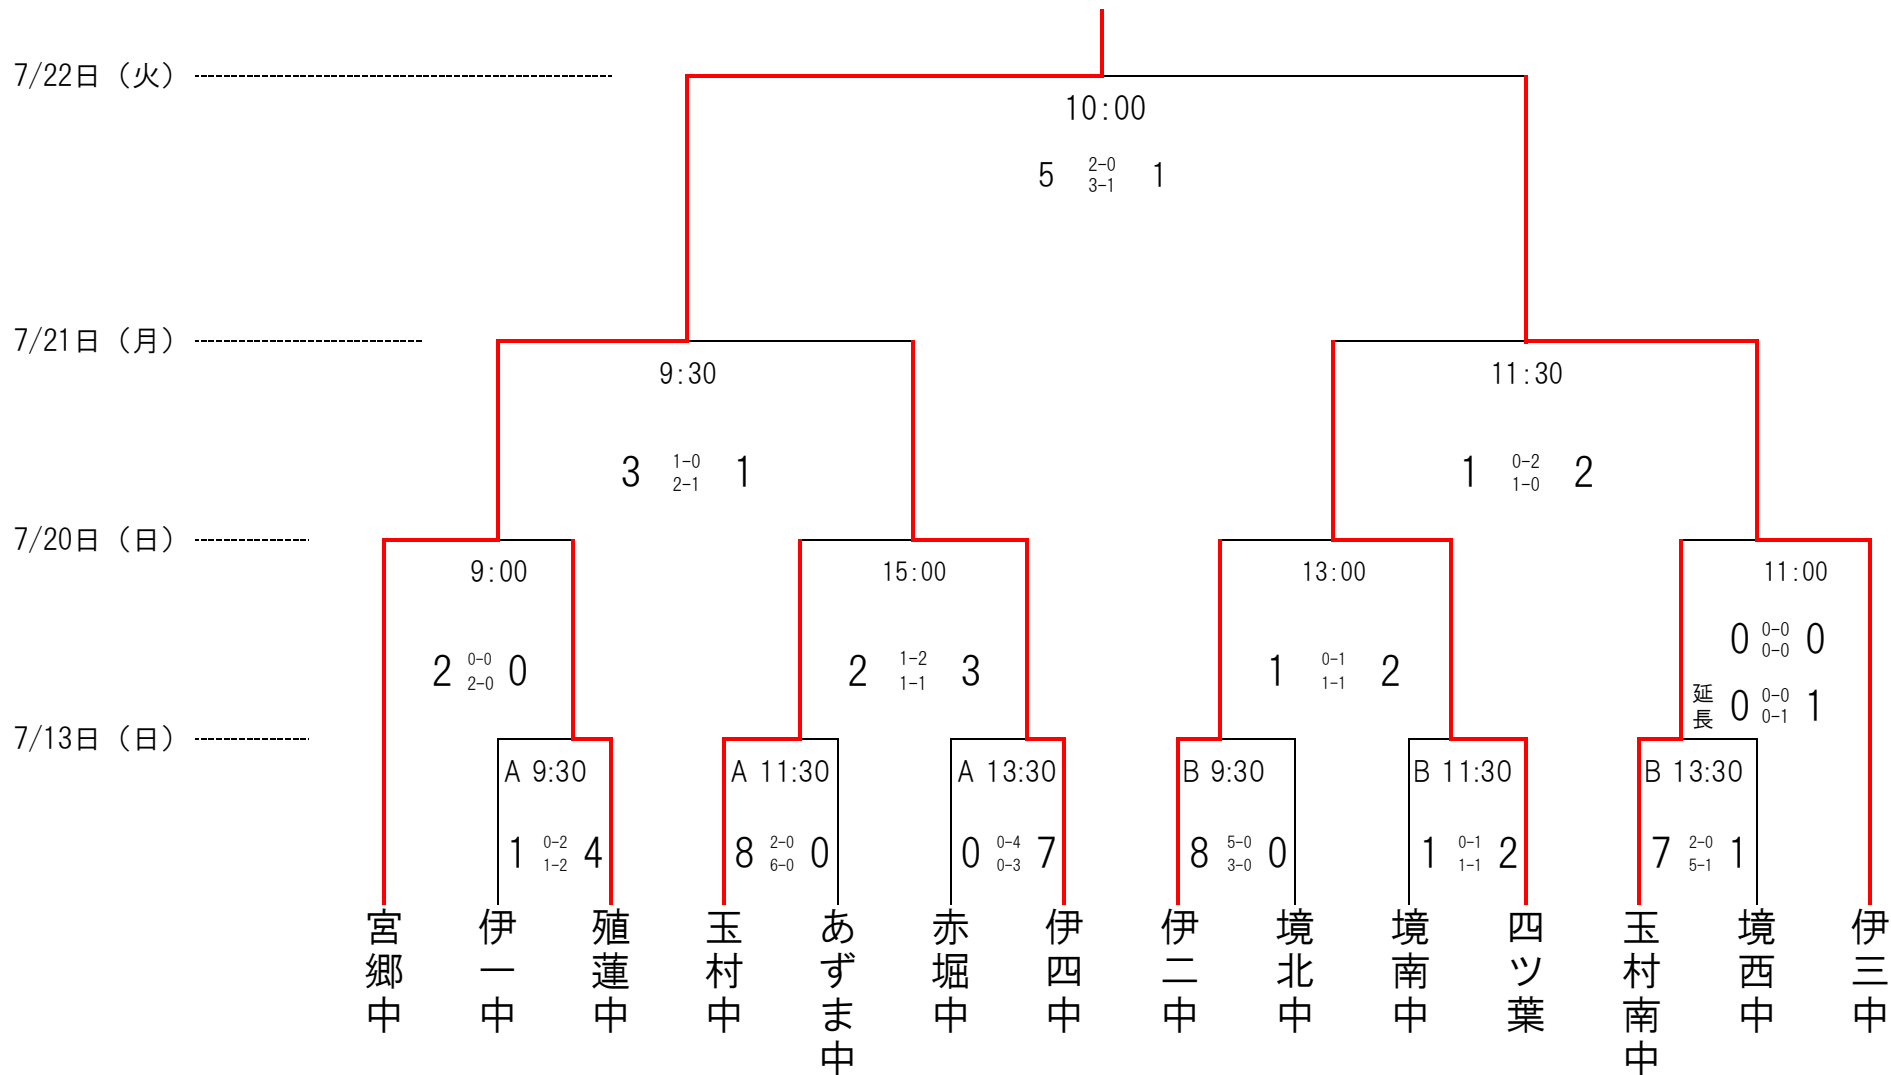 7/22日（火）
10:00
5 2-0 1
3-1
7/21日（月）
9:30 11:30
3 1-0 1 1 0-2 2
2-1 1-0
7/20日（日）
9:00 15:00 13:00 11:00
0 0-0 0
0-0
2 0-0 0 2 1-2 3 1 0-1 2
2-0 1-1 1-1
延長 0 0-0 1
0-1
7/13日（日）
A 9:30 A 11:30 A 13:30 B 9:30 B 11:30 B 13:30
1 0-2 4 8 2-0 0 0 0-4 7 8 5-0 0 1 0-1 2 7 2-0 1
1-2 6-0 0-3 3-0 1-1 5-1
宮郷中
伊一中
殖蓮中
玉村中
あずま中
赤堀中
伊四中
伊二中
境北中
境南中
四ツ葉
玉村南中
境西中
伊三中